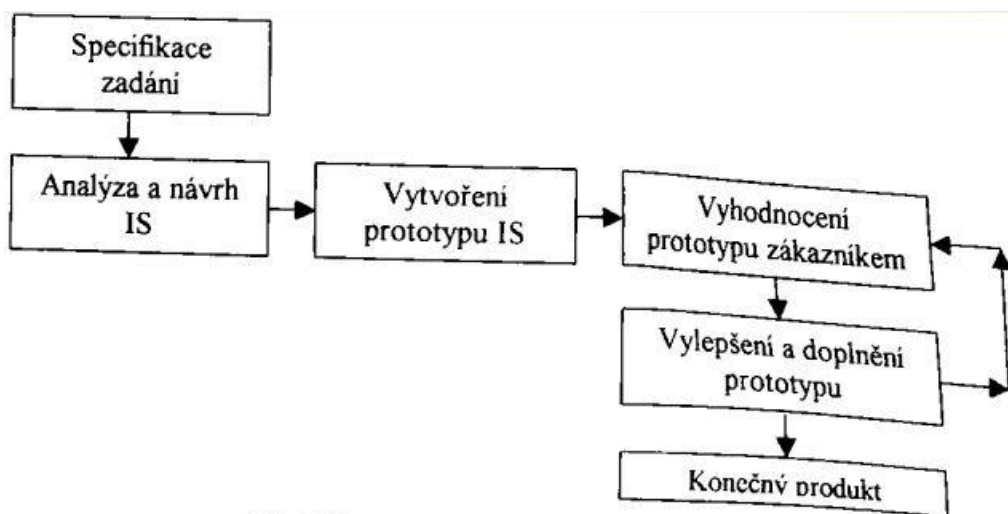 Specifikace
zadání
Analýza a návrh
IS
Vytvoření
prototypu IS
Vyhodnocení
prototypu zákazníkem
Vylepšení a doplnění
prototypu
Konečný produkt